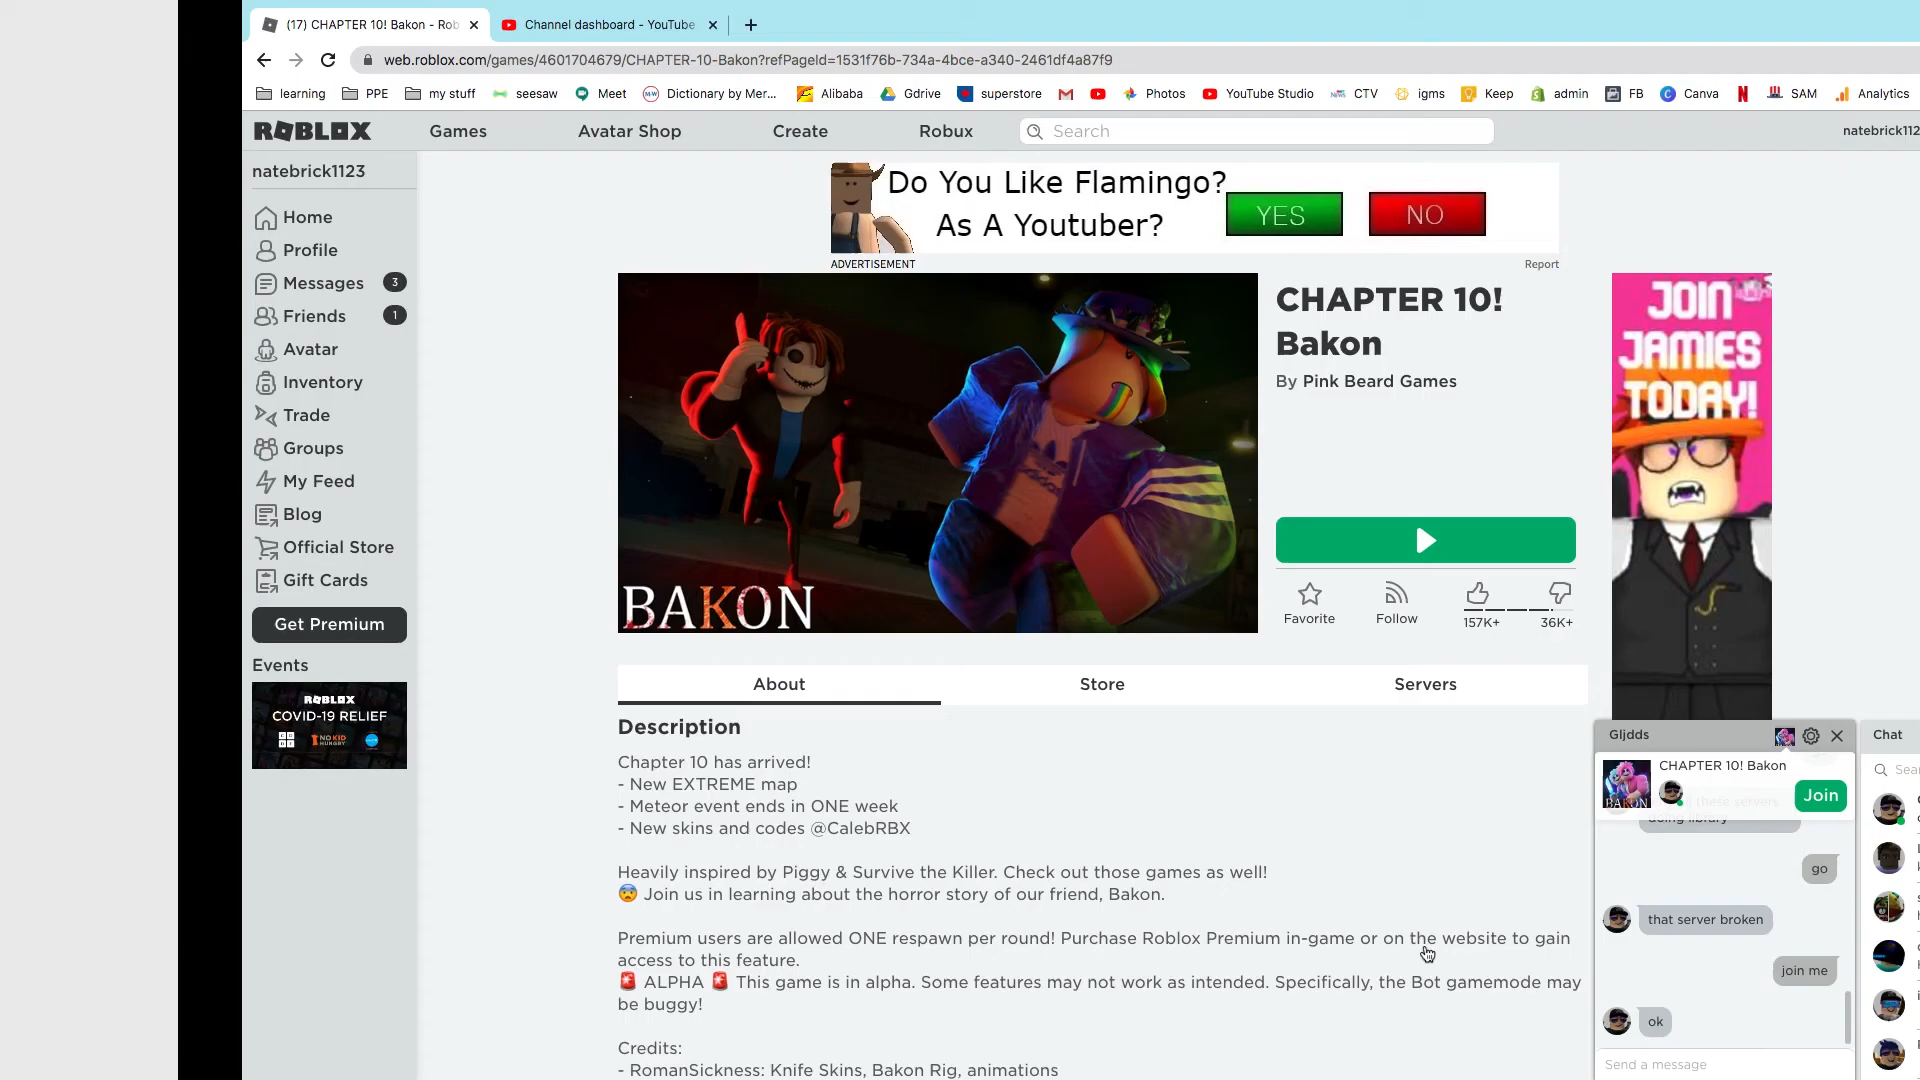 (17) CHAPTER 10! Bakon - Rob
Channel dashboard - YouTube
web.roblox.com/games/4601704679/CHAPTER-10-Bakon?refPageId=1531f76b-734a-4bce-a340-2461df4a87f9
learning PPE my stuff seesaw Meet Dictionary by Mer... Alibaba Gdrive superstore Photos YouTube Studio CTV igms Keep admin FB Canva SAM Analytics
ROBLOX Games Avatar Shop Create Robux Search natebrick112
natebrick1123
Home
Profile
Messages 3
Friends 1
Avatar
Inventory
Trade
Groups
My Feed
Blog
Official Store
Gift Cards
Get Premium
Events
ROBLOX
COVID-19 RELIEF
CODE
NO KID
HUNGRY
Do You Like Flamingo?
As A Youtuber?
YES NO
ADVERTISEMENT
Report
BAKON
CHAPTER 10!
Bakon
By Pink Beard Games
Favorite Follow 157K+ 36K+
JOIN
JAMIES
TODAY!
About Store Servers
Description
Chapter 10 has arrived!
- New EXTREME map
- Meteor event ends in ONE week
- New skins and codes @CalebRBX
Heavily inspired by Piggy & Survive the Killer. Check out those games as well!
😨 Join us in learning about the horror story of our friend, Bakon.
Premium users are allowed ONE respawn per round! Purchase Roblox Premium in-game or on the website to gain
access to this feature.
🚨 ALPHA 🚨 This game is in alpha. Some features may not work as intended. Specifically, the Bot gamemode may
be buggy!
Credits:
- RomanSickness: Knife Skins, Bakon Rig, animations
Gljdds
CHAPTER 10! Bakon
BAKON
Join
these servers
doing library
go
that server broken
join me
ok
Send a message
Chat
Sea